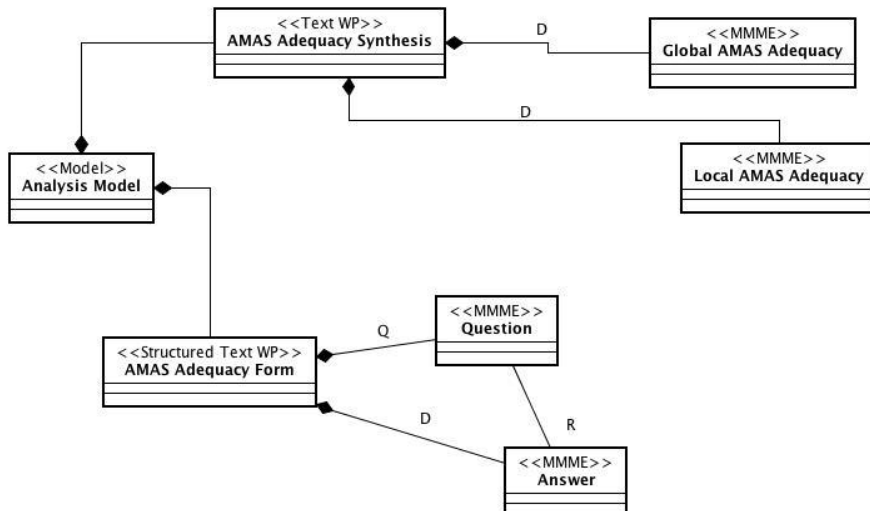 <<Text WP>>
AMAS Adequacy Synthesis
D
<<MMME>>
Global AMAS Adequacy
D
<<MMME>>
Local AMAS Adequacy
<<Model>>
Analysis Model
<<Structured Text WP>>
AMAS Adequacy Form
Q
<<MMME>>
Question
D
R
<<MMME>>
Answer